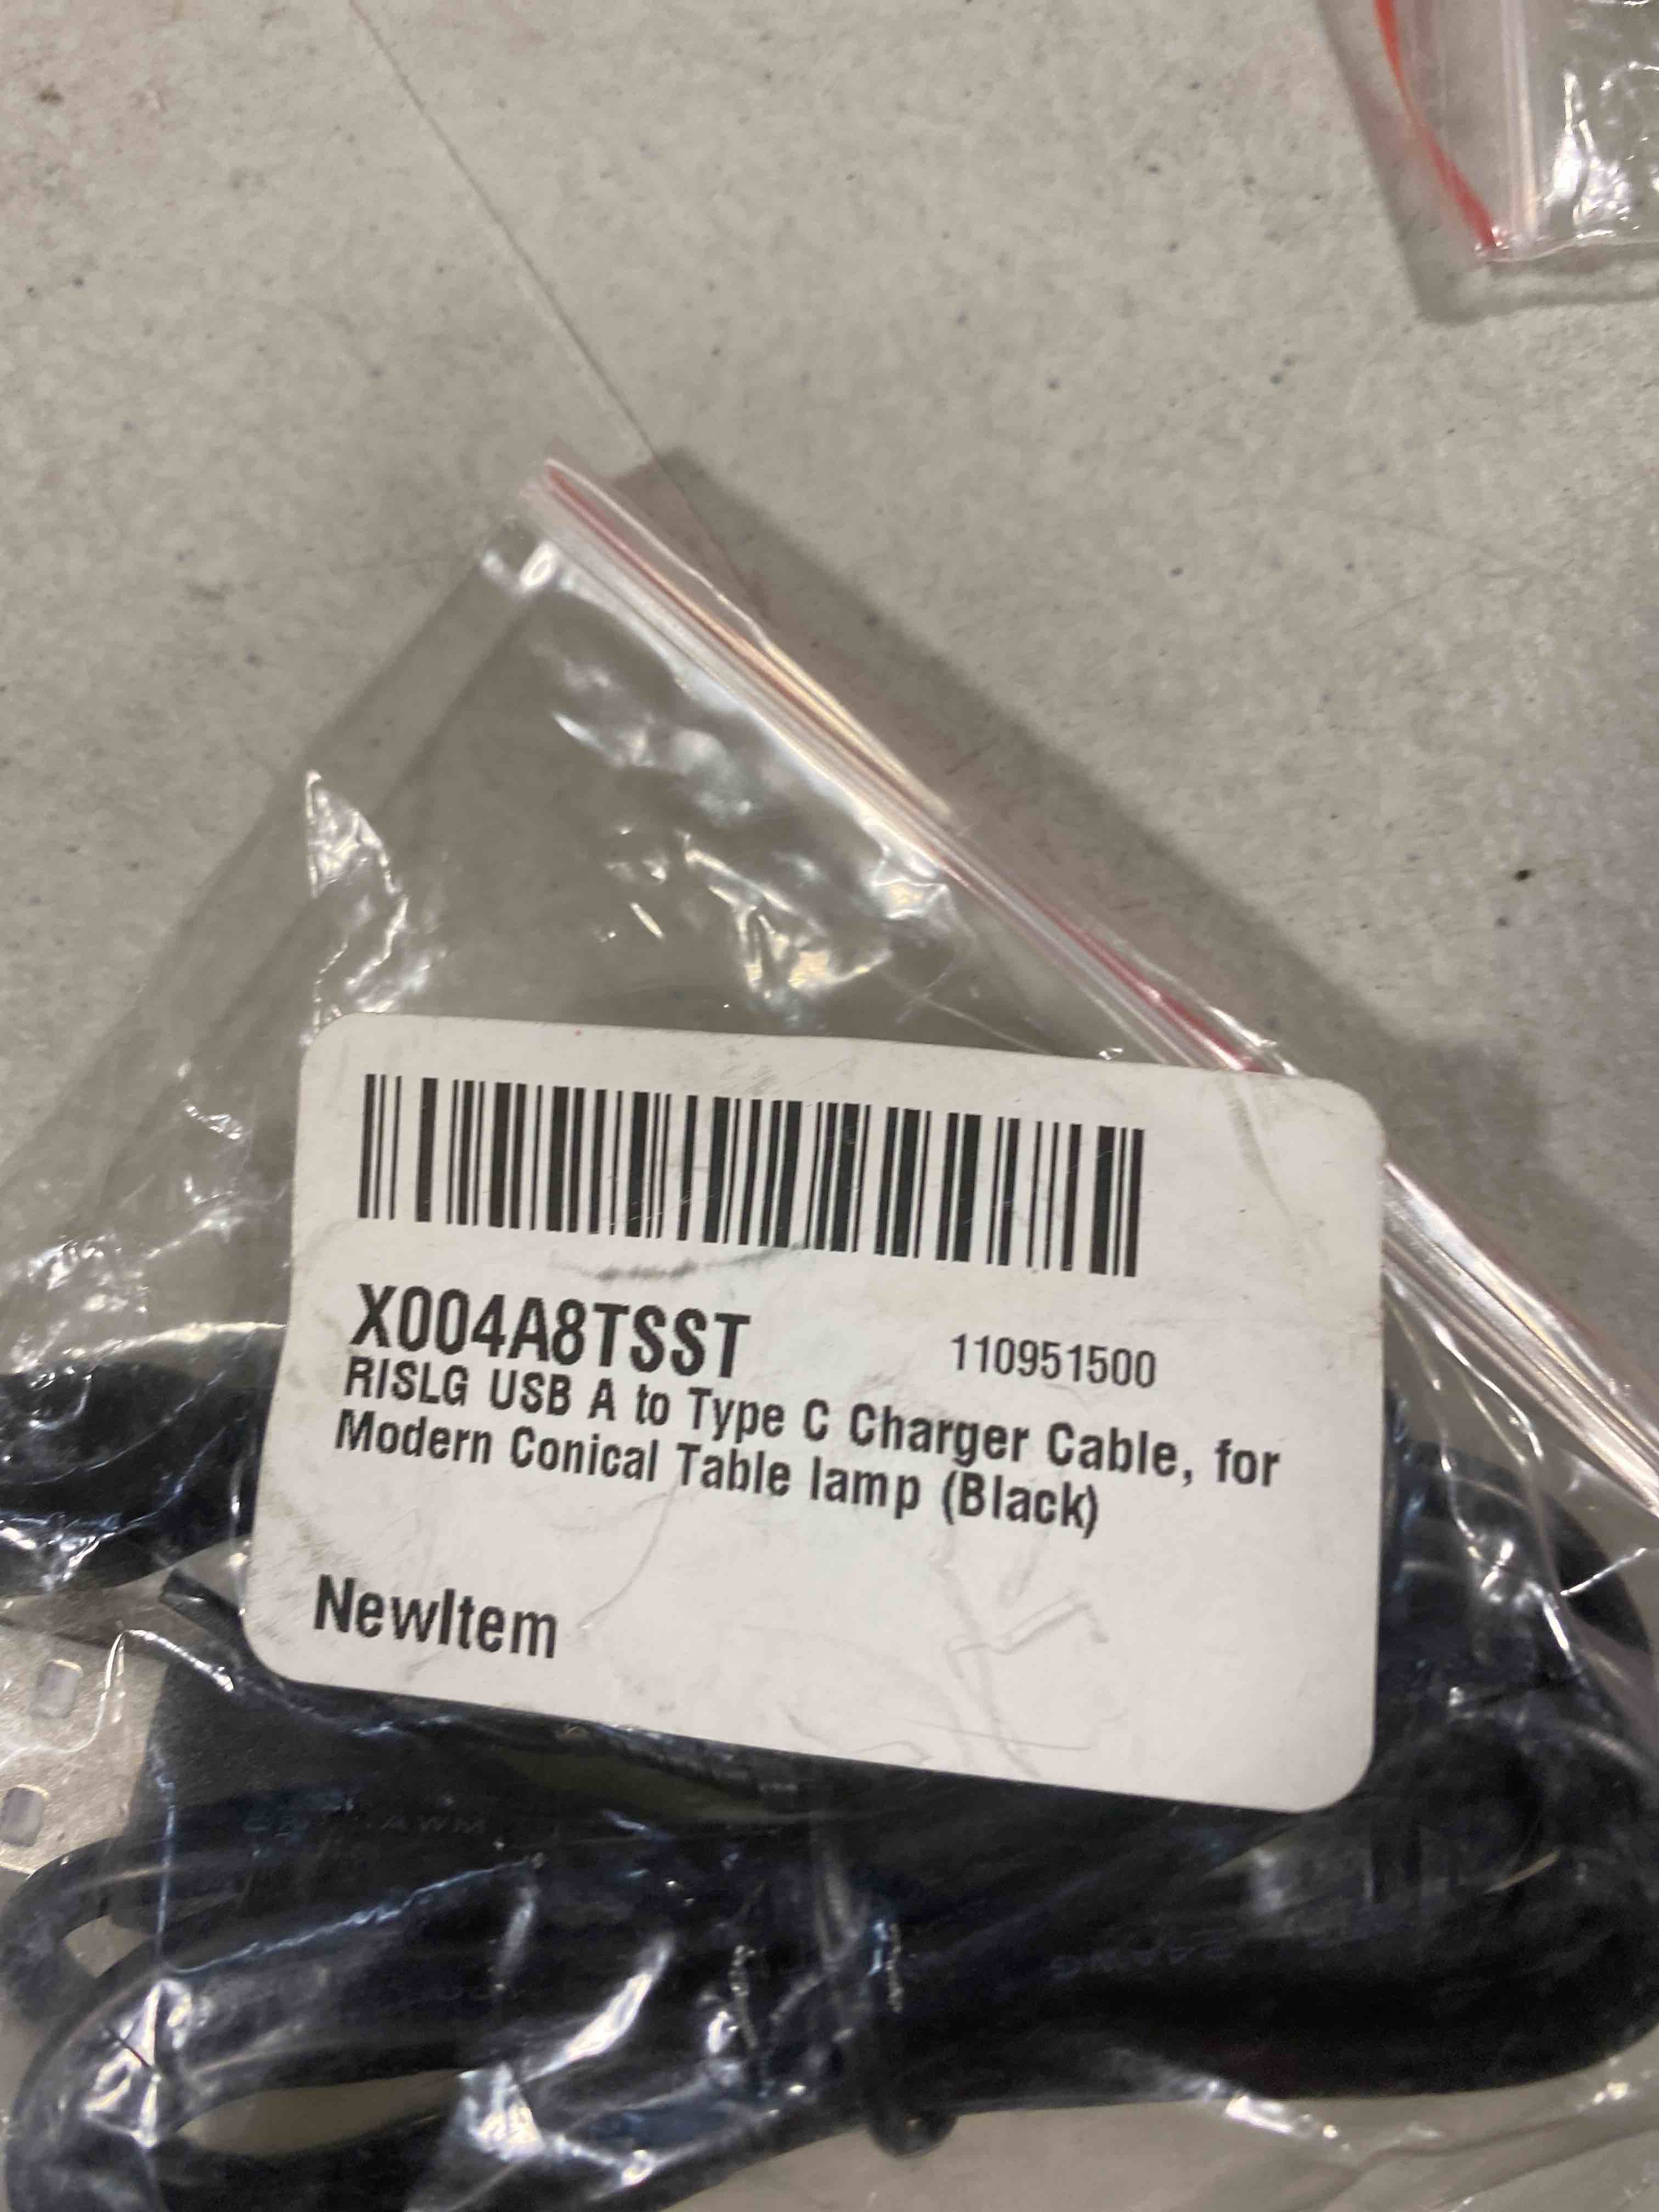 X004A8TSST
110951500
RISLG USB A to Type C Charger Cable, for
Modern Conical Table lamp (Black)
NewItem